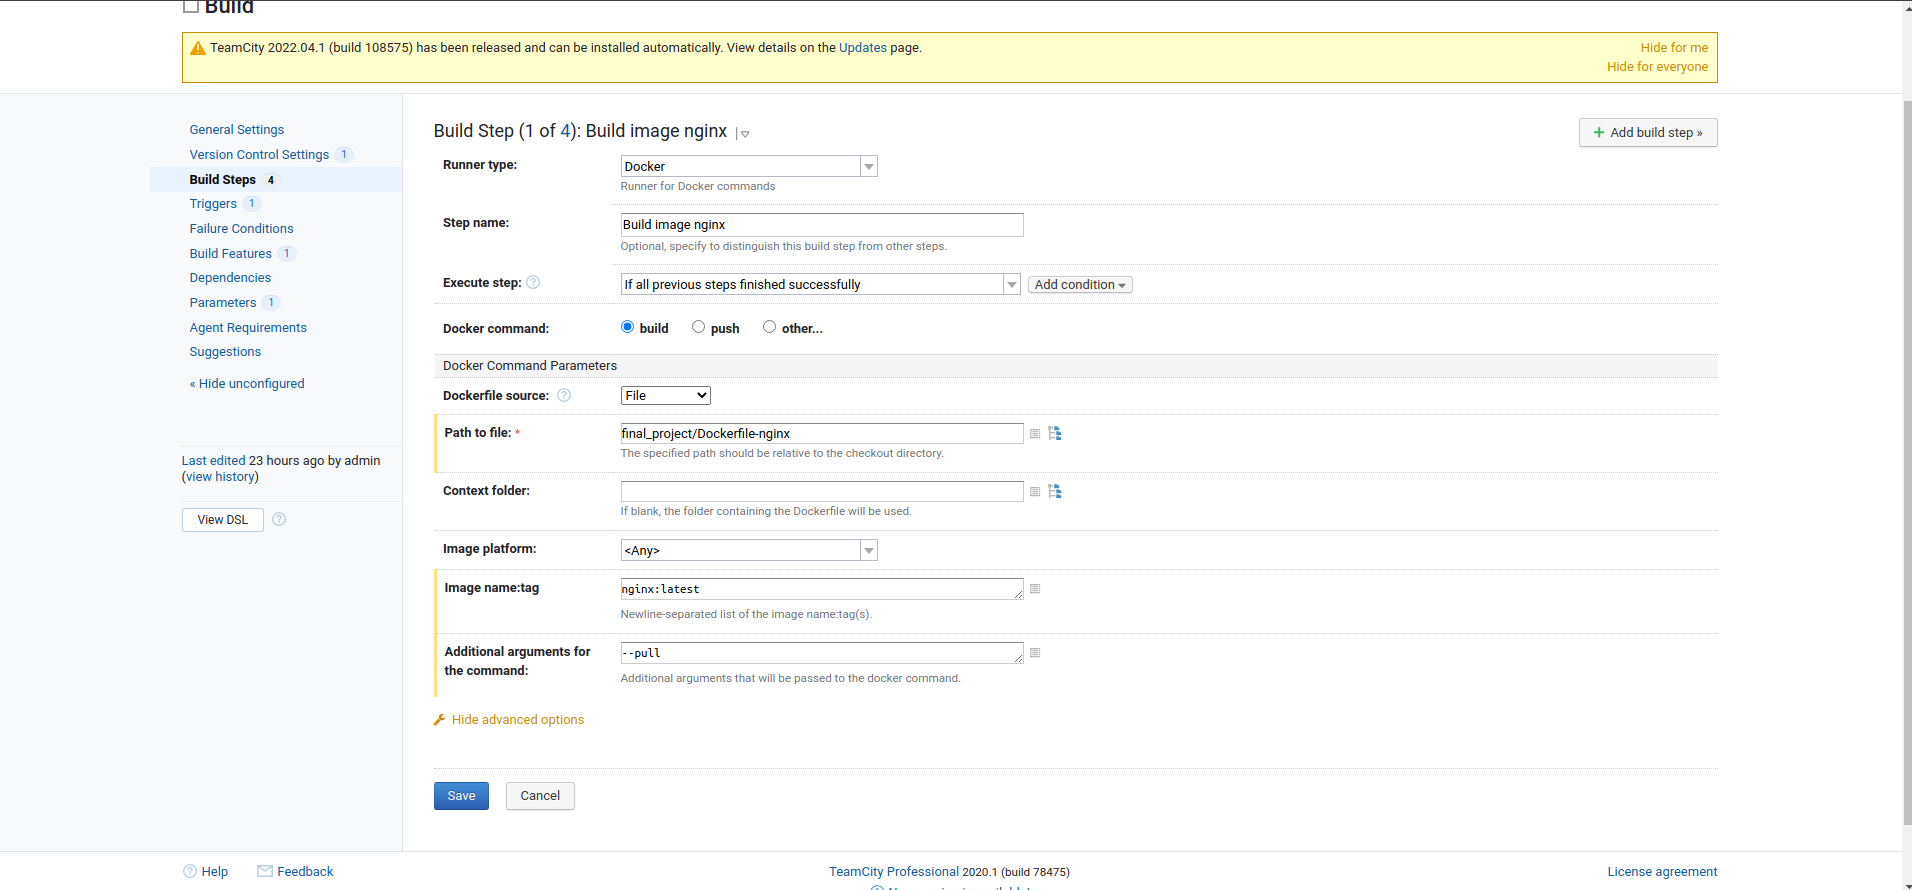 Build
TeamCity 2022.04.1 (build 108575) has been released and can be installed automatically. View details on the Updates page.
Hide for me
Hide for everyone
General Settings
Version Control Settings 1
Build Steps 4
Triggers 1
Failure Conditions
Build Features 1
Dependencies
Parameters 1
Agent Requirements
Suggestions
« Hide unconfigured
Last edited 23 hours ago by admin
(view history)
View DSL ?
Build Step (1 of 4): Build image nginx
+ Add build step »
Runner type: Docker
Runner for Docker commands
Step name: Build image nginx
Optional, specify to distinguish this build step from other steps.
Execute step: ? If all previous steps finished successfully Add condition
Docker command: build push other...
Docker Command Parameters
Dockerfile source: ? File
Path to file: * final_project/Dockerfile-nginx
The specified path should be relative to the checkout directory.
Context folder:
If blank, the folder containing the Dockerfile will be used.
Image platform: <Any>
Image name:tag nginx:latest
Newline-separated list of the image name:tag(s).
Additional arguments for --pull
the command:
Additional arguments that will be passed to the docker command.
Hide advanced options
Save Cancel
? Help Feedback TeamCity Professional 2020.1 (build 78475) License agreement